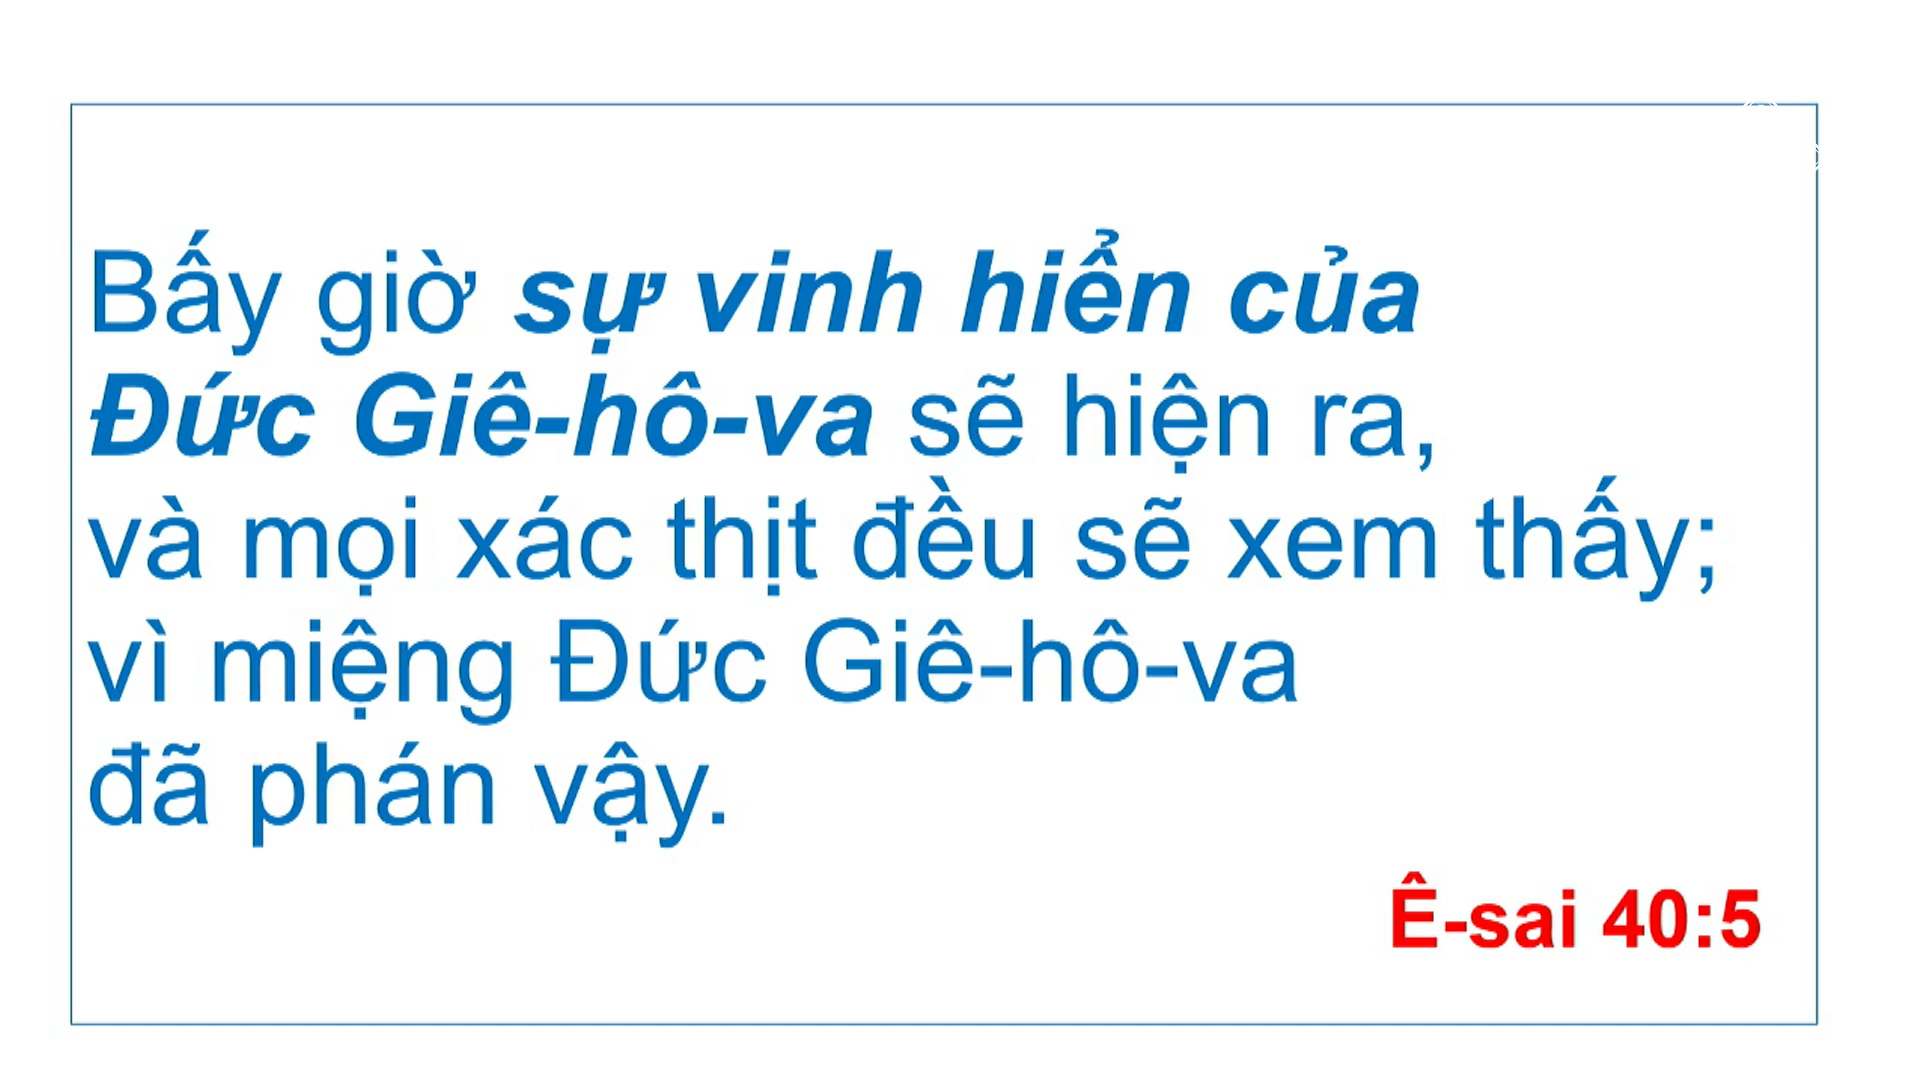 Bấy giờ sự vinh hiển của
Đức Giê-hô-va sẽ hiện ra,
và mọi xác thịt đều sẽ xem thấy;
vì miệng Đức Giê-hô-va
đã phán vậy.
Ê-sai 40:5